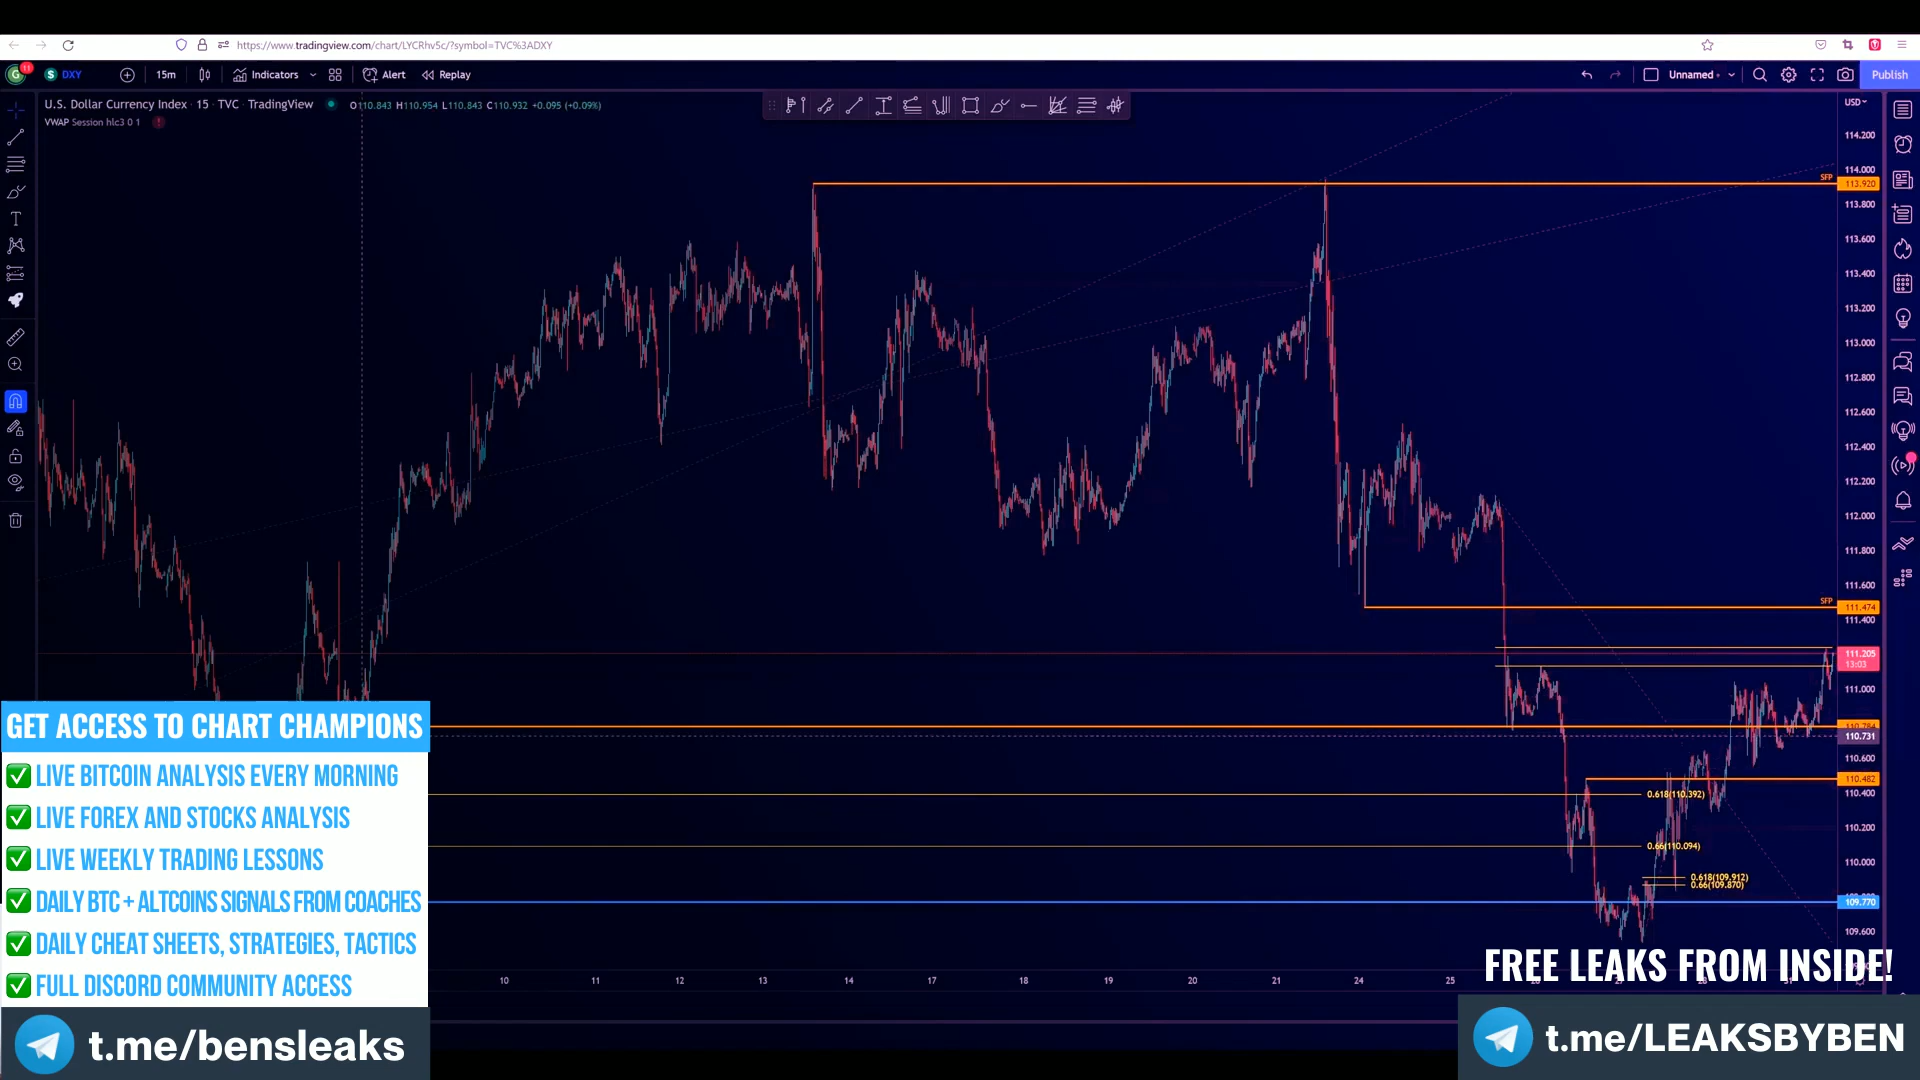 https://www.tradingview.com/chart/LYCRhv5c/?symbol=TVC%3ADXY
G 11 S DXY 15m Indicators Alert Replay Unnamed Publish
U.S. Dollar Currency Index · 15 · TVC · TradingView O110.843 H110.954 L110.843 C110.932 +0.095 (+0.09%)
VWAP Session hlc3 0 1
USD
114.200
114.000
SFP 113.920
113.800
113.600
113.400
113.200
113.000
112.800
112.600
112.400
112.200
112.000
111.800
111.600
SFP 111.474
111.400
111.205
13:03
111.000
110.784
110.731
110.600
110.482
110.400
0.618(110.392)
110.200
0.66(110.094)
110.000
0.618(109.912)
0.66(109.870)
109.770
109.600
10 11 12 13 14 17 18 19 20 21 24 25
GET ACCESS TO CHART CHAMPIONS
✅ LIVE BITCOIN ANALYSIS EVERY MORNING
✅ LIVE FOREX AND STOCKS ANALYSIS
✅ LIVE WEEKLY TRADING LESSONS
✅ DAILY BTC + ALTCOINS SIGNALS FROM COACHES
✅ DAILY CHEAT SHEETS, STRATEGIES, TACTICS
✅ FULL DISCORD COMMUNITY ACCESS
t.me/bensleaks
FREE LEAKS FROM INSIDE!
t.me/LEAKSBYBEN